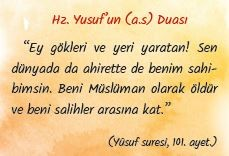 Hz. Yusuf'un (a.s) Duası
"Ey gökleri ve yeri yaratan! Sen
dünyada da ahirette de benim sahi-
bimsin. Beni Müslüman olarak öldür
ve beni salihler arasına kat."
(Yûsuf suresi, 101. ayet.)